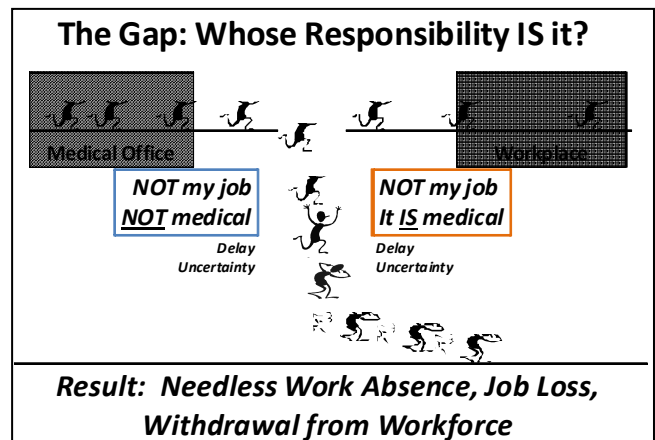 The Gap: Whose Responsibility IS it?
Medical Office
Workplace
NOT my job
NOT medical
NOT my job
It IS medical
Delay
Uncertainty
Delay
Uncertainty
Result: Needless Work Absence, Job Loss,
Withdrawal from Workforce